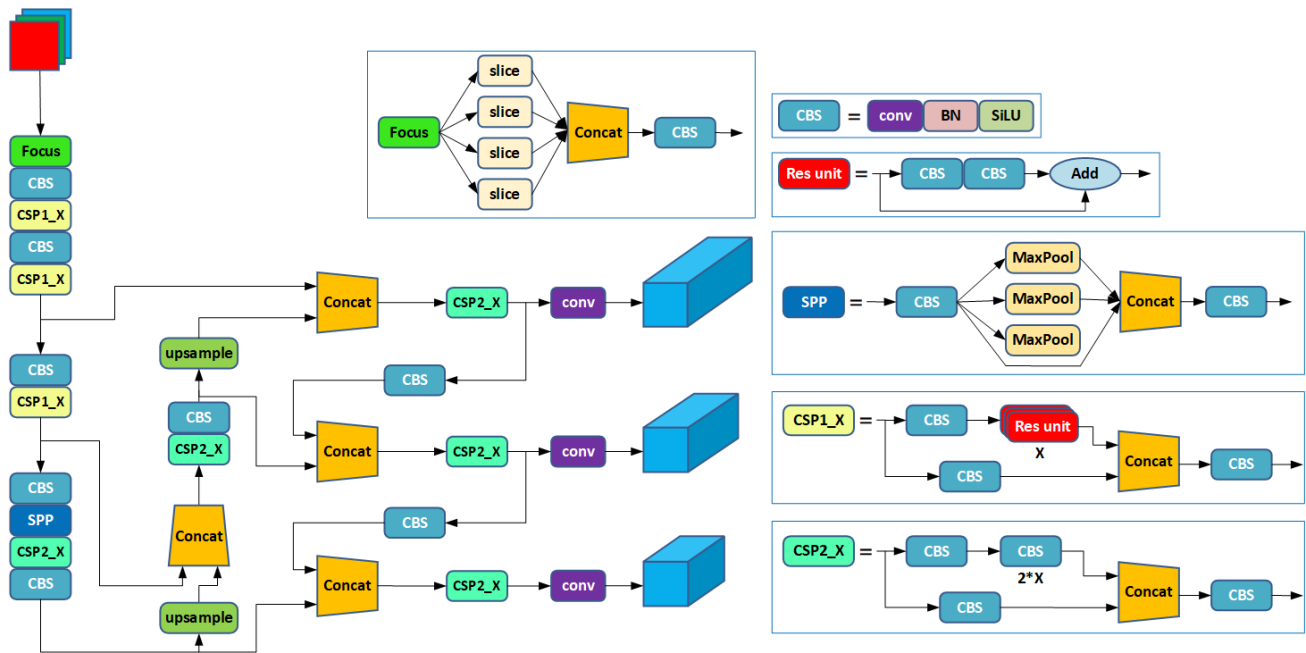 Focus
CBS
CSP1_X
CBS
CSP1_X
CBS
CSP1_X
CBS
SPP
CSP2_X
CBS
upsample
CBS
CSP2_X
Concat
upsample
Concat
CSP2_X
conv
CBS
Concat
CSP2_X
conv
CBS
Concat
CSP2_X
conv
Focus
slice
slice
slice
slice
Concat
CBS
CBS = conv BN SiLU
Res unit = CBS CBS Add
SPP = CBS
MaxPool
MaxPool
MaxPool
Concat
CBS
CSP1_X = CBS Res unit
X
CBS
Concat
CBS
CSP2_X = CBS CBS
2*X
CBS
Concat
CBS